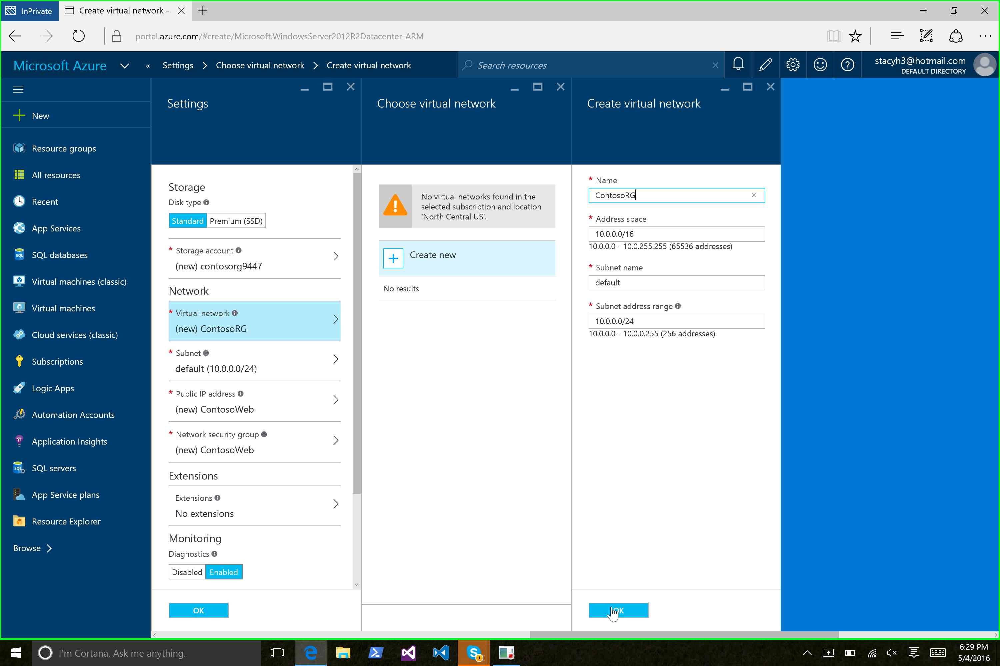 InPrivate
Create virtual network -
portal.azure.com/#create/Microsoft.WindowsServer2012R2Datacenter-ARM
Microsoft Azure
« Settings > Choose virtual network > Create virtual network
Search resources
stacyh3@hotmail.com
DEFAULT DIRECTORY
New
Resource groups
All resources
Recent
App Services
SQL databases
Virtual machines (classic)
Virtual machines
Cloud services (classic)
Subscriptions
Logic Apps
Automation Accounts
Application Insights
SQL servers
App Service plans
Resource Explorer
Browse >
Settings
Storage
Disk type
Standard Premium (SSD)
* Storage account
(new) contosorg9447
Network
* Virtual network
(new) ContosoRG
* Subnet
default (10.0.0.0/24)
* Public IP address
(new) ContosoWeb
* Network security group
(new) ContosoWeb
Extensions
Extensions
No extensions
Monitoring
Diagnostics
Disabled Enabled
OK
Choose virtual network
No virtual networks found in the
selected subscription and location
'North Central US'.
Create new
No results
Create virtual network
* Name
ContosoRG
* Address space
10.0.0.0/16
10.0.0.0 - 10.0.255.255 (65536 addresses)
* Subnet name
default
* Subnet address range
10.0.0.0/24
10.0.0.0 - 10.0.0.255 (256 addresses)
OK
I'm Cortana. Ask me anything.
6:29 PM
5/4/2016